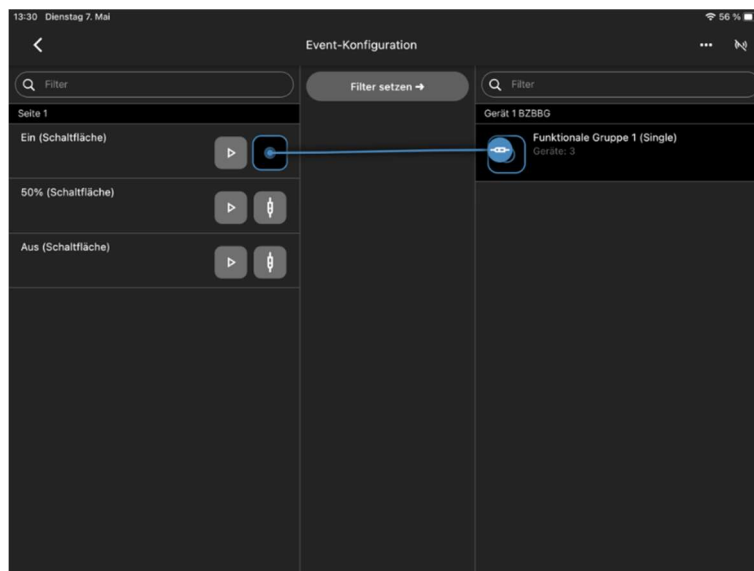 13:30 Dienstag 7. Mai
56 %
Event-Konfiguration
Filter
Filter setzen ➔
Filter
Seite 1
Gerät 1 BZBBG
Ein (Schaltfläche)
Funktionale Gruppe 1 (Single)
Geräte: 3
50% (Schaltfläche)
Aus (Schaltfläche)